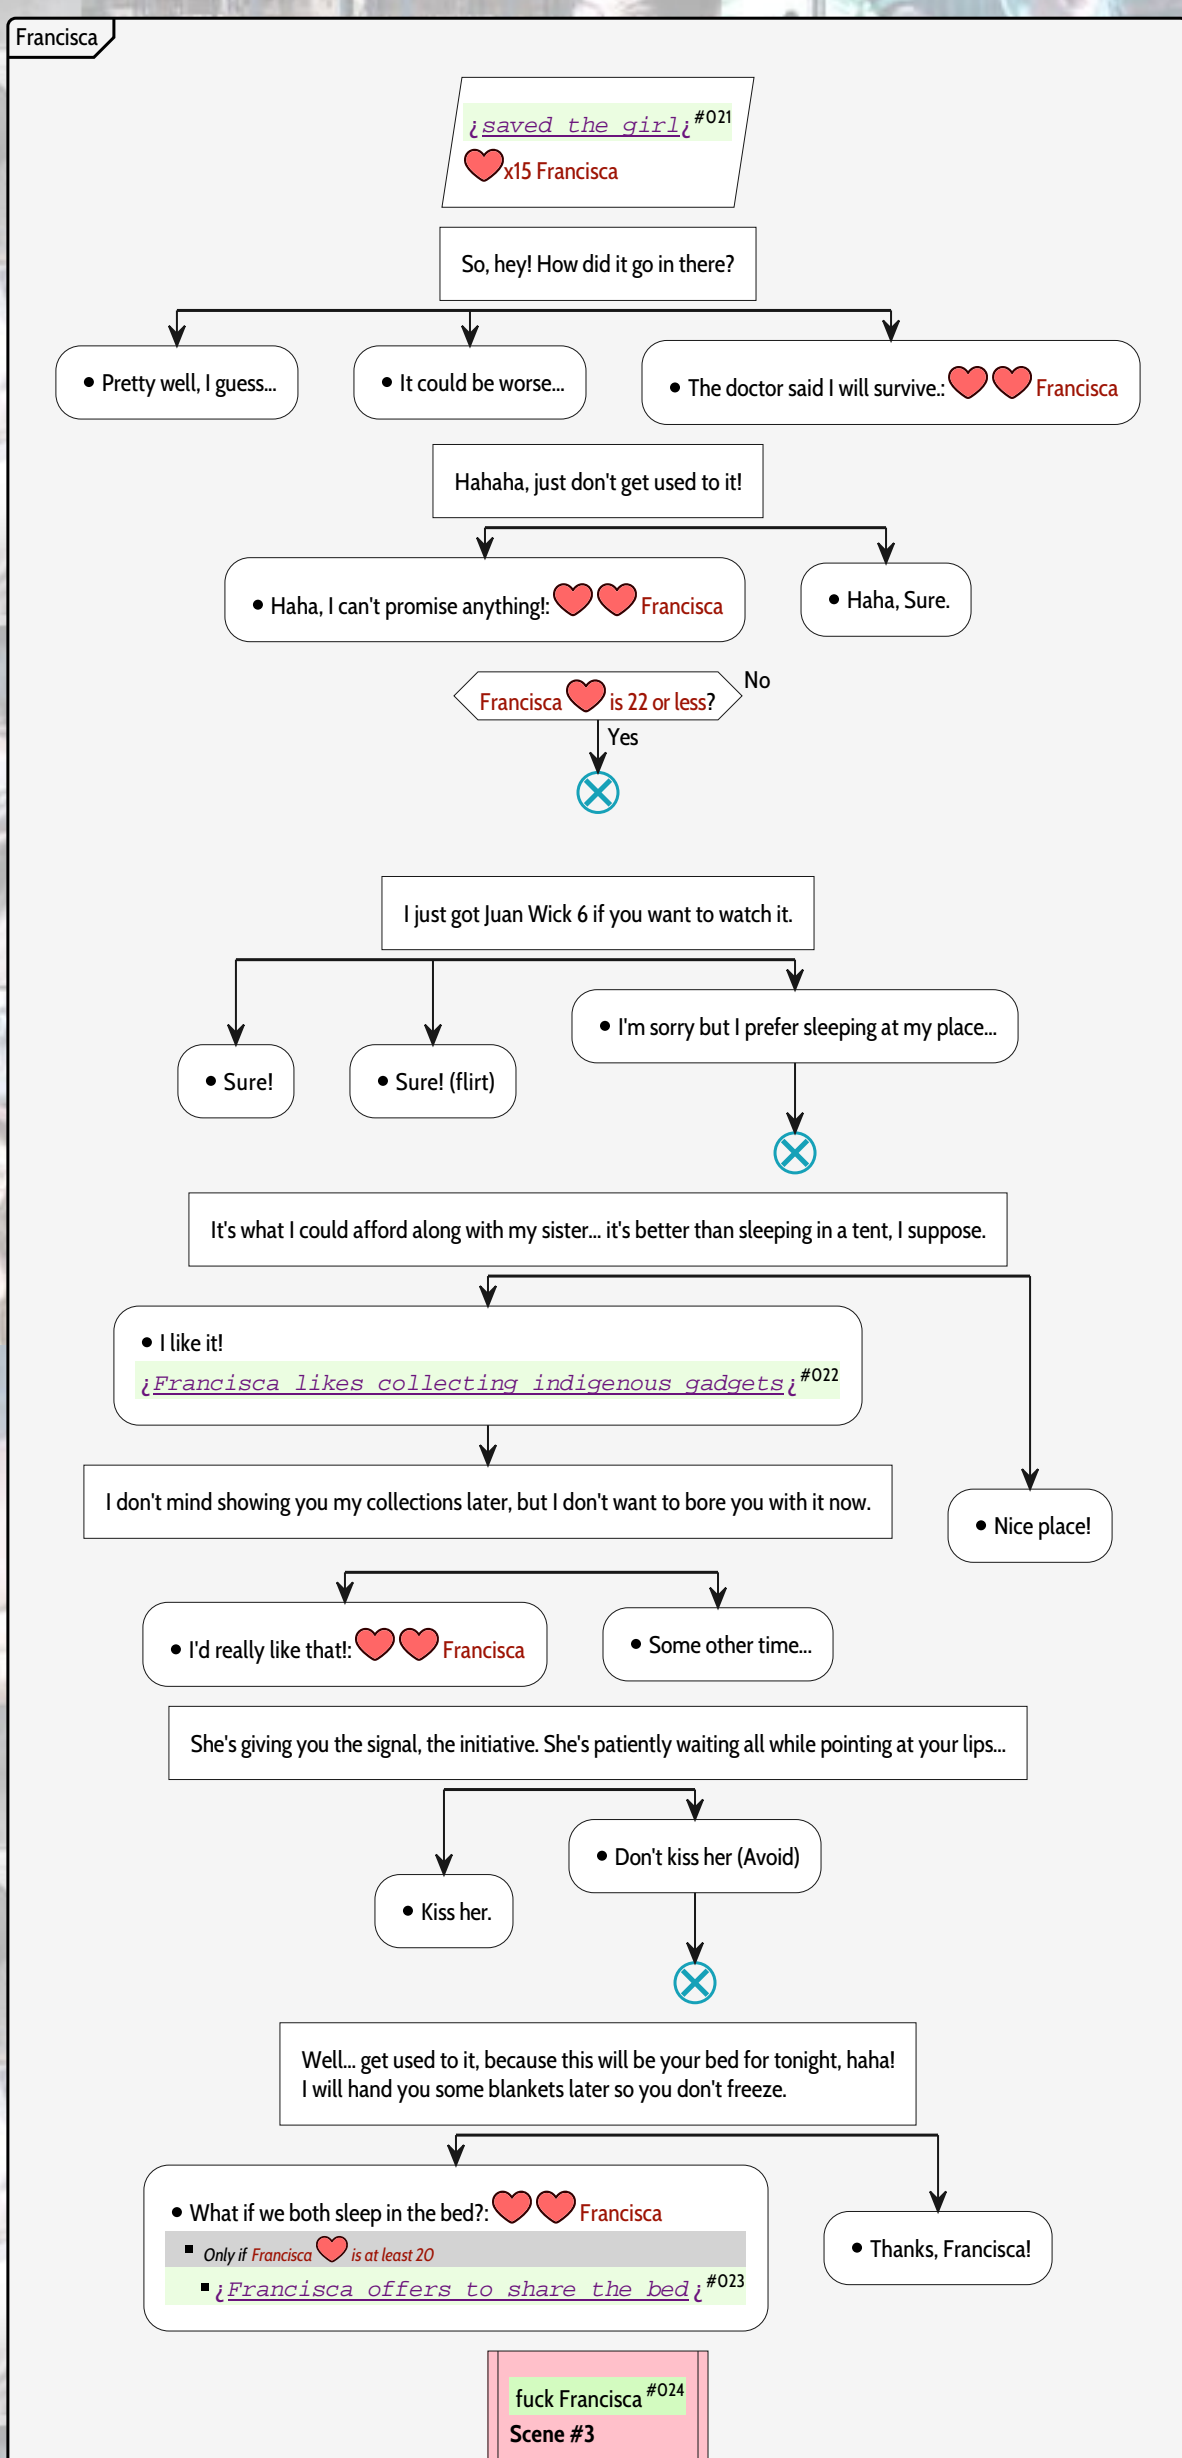 Francisca
¿saved the girl¿#021
x15 Francisca
So, hey! How did it go in there?
• Pretty well, I guess...
• It could be worse...
• The doctor said I will survive.: Francisca
Hahaha, just don't get used to it!
• Haha, I can't promise anything!: Francisca
• Haha, Sure.
Francisca is 22 or less?
No
Yes
I just got Juan Wick 6 if you want to watch it.
• I'm sorry but I prefer sleeping at my place...
• Sure!
• Sure! (flirt)
It's what I could afford along with my sister... it's better than sleeping in a tent, I suppose.
• I like it!
¿Francisca likes collecting indigenous gadgets¿#022
I don't mind showing you my collections later, but I don't want to bore you with it now.
• Nice place!
• I'd really like that!: Francisca
• Some other time...
She's giving you the signal, the initiative. She's patiently waiting all while pointing at your lips...
• Don't kiss her (Avoid)
• Kiss her.
Well... get used to it, because this will be your bed for tonight, haha!
I will hand you some blankets later so you don't freeze.
• What if we both sleep in the bed?: Francisca
▪ Only if Francisca is at least 20
▪ ¿Francisca offers to share the bed¿#023
• Thanks, Francisca!
fuck Francisca #024
Scene #3